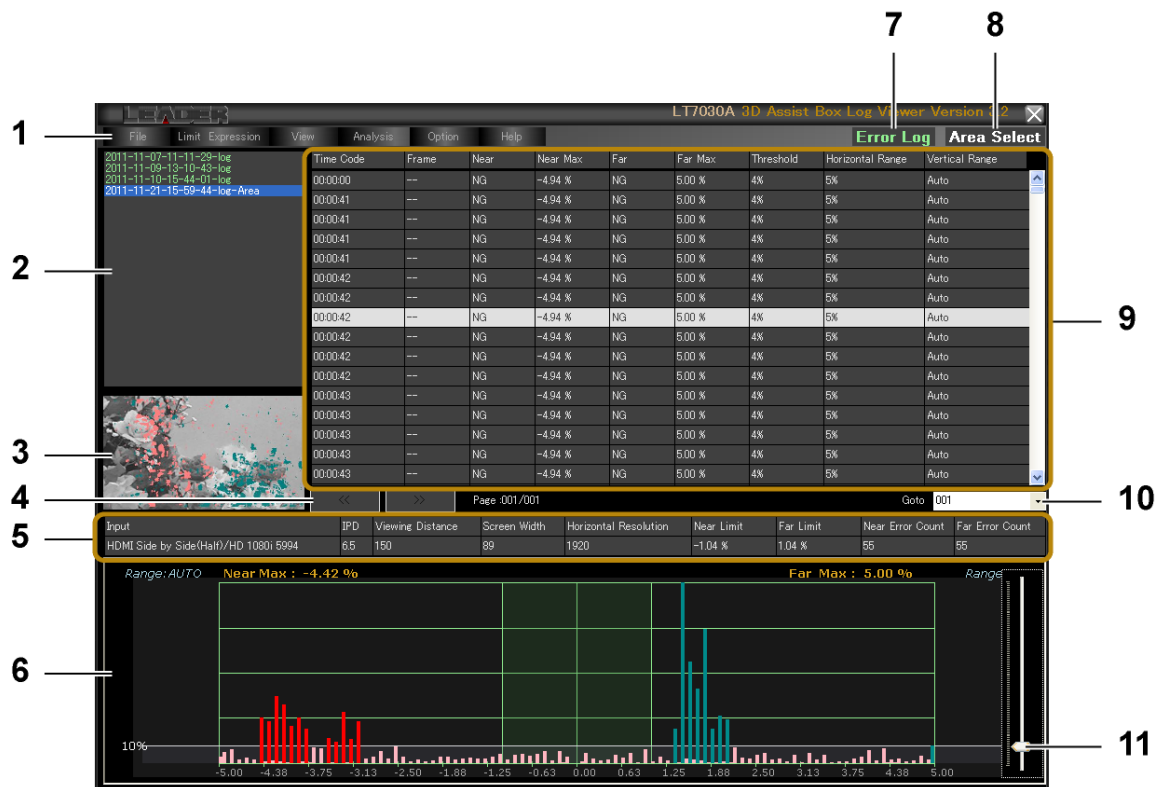 7 8
LEADER
LT7030A 3D Assist Box Log Viewer Version 3.2
1
File Limit Expression View Analysis Option Help
Error Log Area Select
2011-11-07-11-11-29-log
2011-11-09-13-10-43-log
2011-11-10-15-44-01-log
2011-11-21-15-59-44-log-Area
Time Code Frame Near Near Max Far Far Max Threshold Horizontal Range Vertical Range
00:00:00 -- NG -4.94 % NG 5.00 % 4% 5% Auto
00:00:41 -- NG -4.94 % NG 5.00 % 4% 5% Auto
00:00:41 -- NG -4.94 % NG 5.00 % 4% 5% Auto
00:00:41 -- NG -4.94 % NG 5.00 % 4% 5% Auto
00:00:41 -- NG -4.94 % NG 5.00 % 4% 5% Auto
00:00:42 -- NG -4.94 % NG 5.00 % 4% 5% Auto
00:00:42 -- NG -4.94 % NG 5.00 % 4% 5% Auto
00:00:42 -- NG -4.94 % NG 5.00 % 4% 5% Auto
00:00:42 -- NG -4.94 % NG 5.00 % 4% 5% Auto
00:00:42 -- NG -4.94 % NG 5.00 % 4% 5% Auto
00:00:42 -- NG -4.94 % NG 5.00 % 4% 5% Auto
00:00:43 -- NG -4.94 % NG 5.00 % 4% 5% Auto
00:00:43 -- NG -4.94 % NG 5.00 % 4% 5% Auto
00:00:43 -- NG -4.94 % NG 5.00 % 4% 5% Auto
00:00:43 -- NG -4.94 % NG 5.00 % 4% 5% Auto
00:00:43 -- NG -4.94 % NG 5.00 % 4% 5% Auto
2
9
3
4
<< >> Page :001/001 Goto 001
10
5
Input IPD Viewing Distance Screen Width Horizontal Resolution Near Limit Far Limit Near Error Count Far Error Count
HDMI Side by Side(Half)/HD 1080i 5994 6.5 150 89 1920 -1.04 % 1.04 % 55 55
Range:AUTO Near Max : -4.42 % Far Max : 5.00 % Range
6
10%
11
-5.00 -4.38 -3.75 -3.13 -2.50 -1.88 -1.25 -0.63 0.00 0.63 1.25 1.88 2.50 3.13 3.75 4.38 5.00